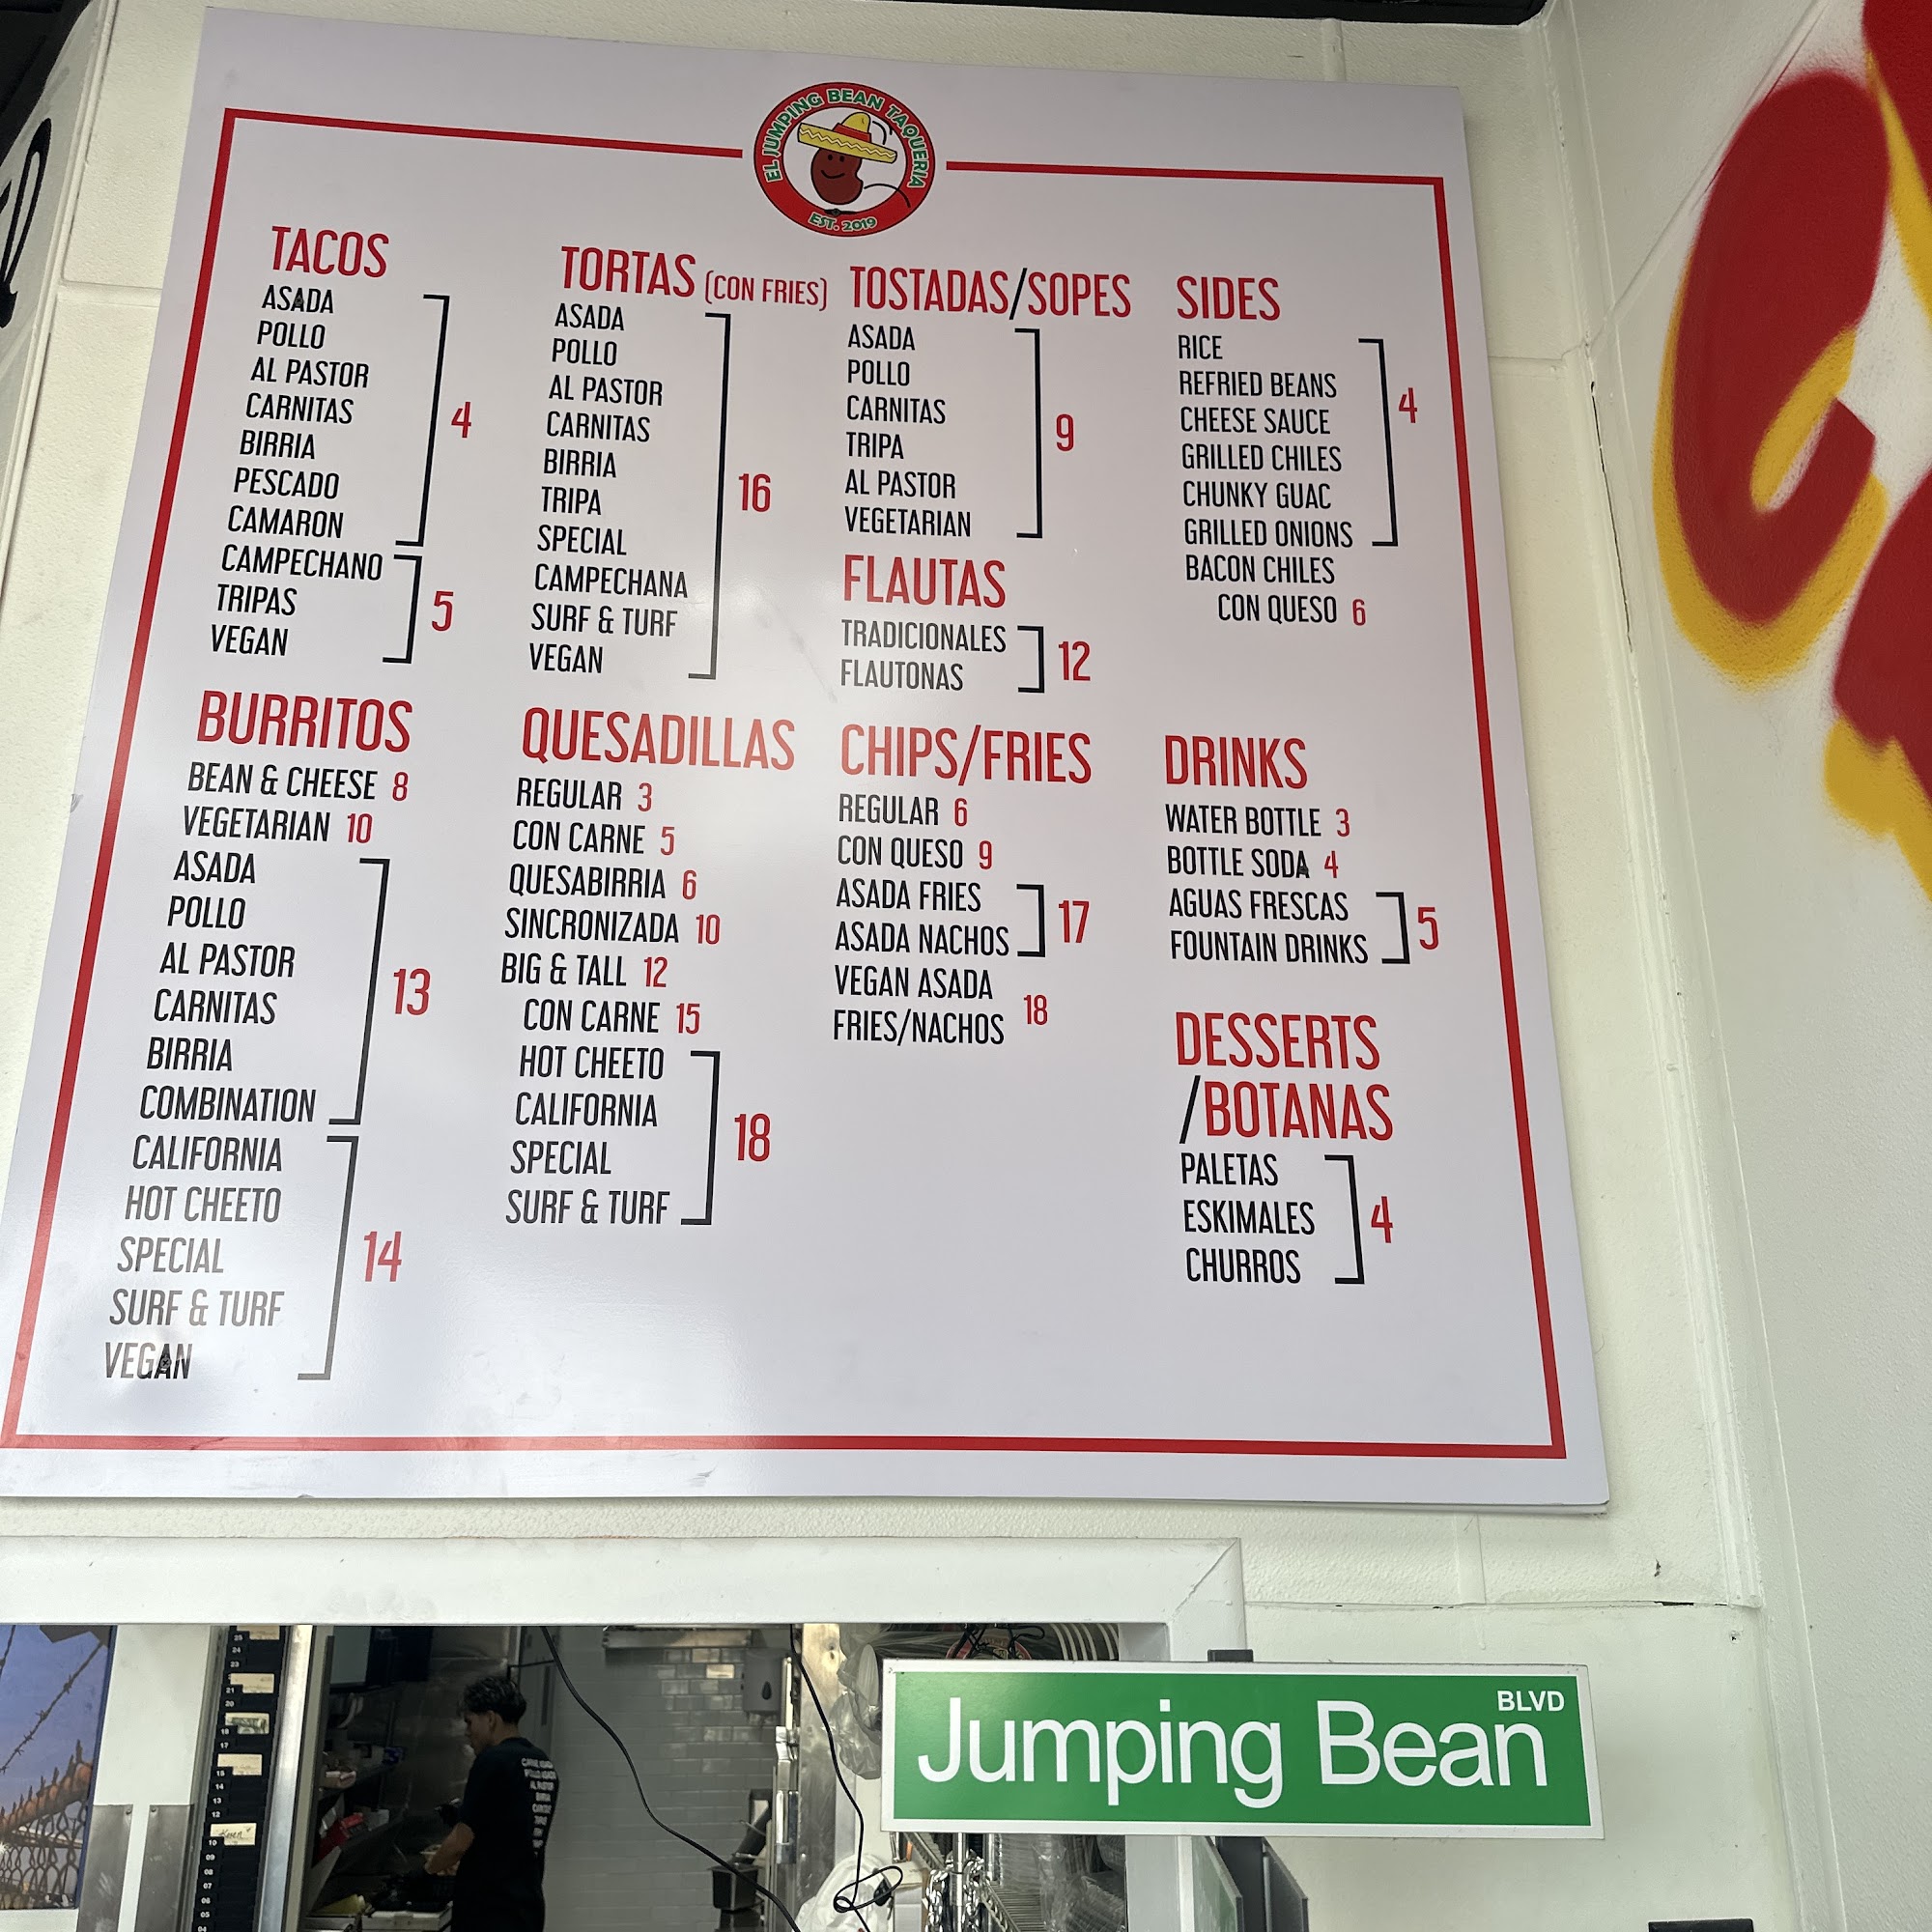 EL JUMPING BEAN TAQUERIA
EST. 2019
TACOS
ASADA
POLLO
AL PASTOR
CARNITAS
BIRRIA
PESCADO
CAMARON
4
CAMPECHANO
TRIPAS
VEGAN
5
BURRITOS
BEAN & CHEESE 8
VEGETARIAN 10
ASADA
POLLO
AL PASTOR
CARNITAS
BIRRIA
COMBINATION
13
CALIFORNIA
HOT CHEETO
SPECIAL
SURF & TURF
VEGAN
14
TORTAS (CON FRIES)
ASADA
POLLO
AL PASTOR
CARNITAS
BIRRIA
TRIPA
SPECIAL
CAMPECHANA
SURF & TURF
VEGAN
16
QUESADILLAS
REGULAR 3
CON CARNE 5
QUESABIRRIA 6
SINCRONIZADA 10
BIG & TALL 12
CON CARNE 15
HOT CHEETO
CALIFORNIA
SPECIAL
SURF & TURF
18
TOSTADAS/SOPES
ASADA
POLLO
CARNITAS
TRIPA
AL PASTOR
VEGETARIAN
9
FLAUTAS
TRADICIONALES
FLAUTONAS
12
CHIPS/FRIES
REGULAR 6
CON QUESO 9
ASADA FRIES
ASADA NACHOS
17
VEGAN ASADA
FRIES/NACHOS
18
SIDES
RICE
REFRIED BEANS
CHEESE SAUCE
GRILLED CHILES
CHUNKY GUAC
GRILLED ONIONS
4
BACON CHILES
CON QUESO 6
DRINKS
WATER BOTTLE 3
BOTTLE SODA 4
AGUAS FRESCAS
FOUNTAIN DRINKS
5
DESSERTS
/BOTANAS
PALETAS
ESKIMALES
CHURROS
4
Jumping Bean BLVD